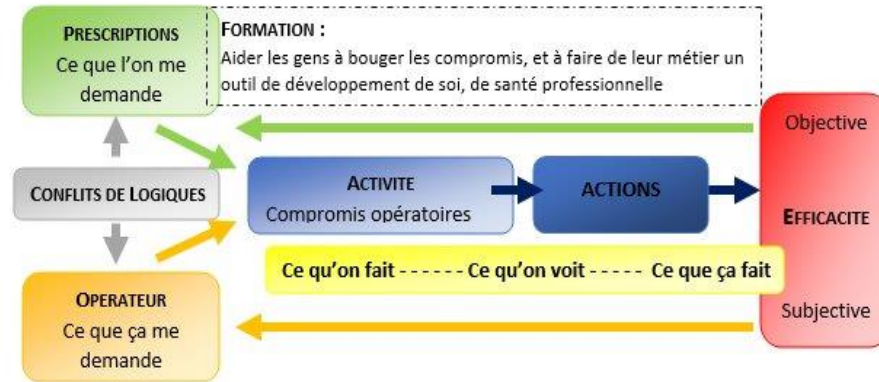 PRESCRIPTIONS
Ce que l'on me
demande
FORMATION :
Aider les gens à bouger les compromis, et à faire de leur métier un
outil de développement de soi, de santé professionnelle
Objective
CONFLITS DE LOGIQUES
ACTIVITE
Compromis opératoires
ACTIONS
EFFICACITE
Ce qu'on fait - - - - - - Ce qu'on voit - - - - - Ce que ça fait
OPERATEUR
Ce que ça me
demande
Subjective